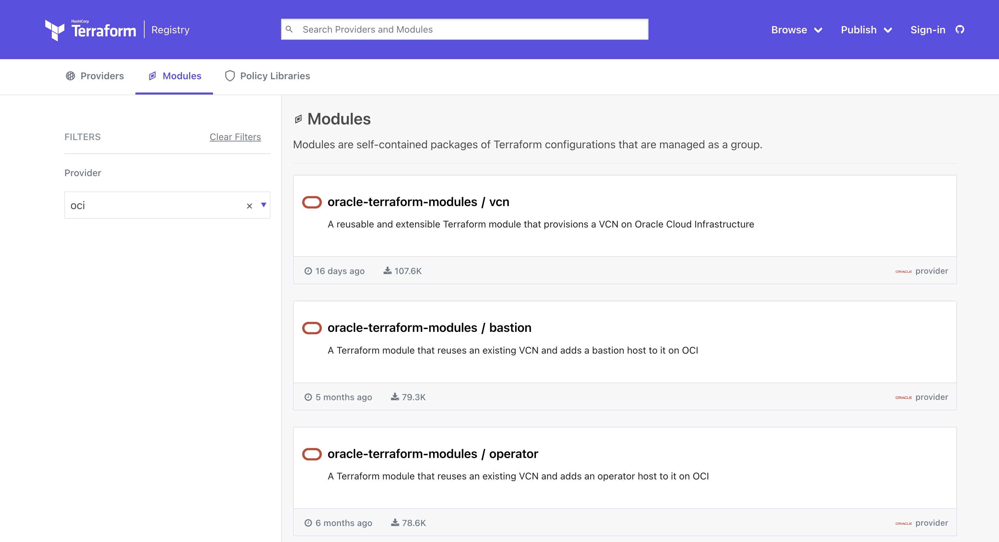 HashiCorp
Terraform
Registry
Search Providers and Modules
Browse
Publish
Sign-in
Providers
Modules
Policy Libraries
FILTERS
Clear Filters
Provider
oci
Modules
Modules are self-contained packages of Terraform configurations that are managed as a group.
oracle-terraform-modules / vcn
A reusable and extensible Terraform module that provisions a VCN on Oracle Cloud Infrastructure
16 days ago
107.6K
ORACLE provider
oracle-terraform-modules / bastion
A Terraform module that reuses an existing VCN and adds a bastion host to it on OCI
5 months ago
79.3K
ORACLE provider
oracle-terraform-modules / operator
A Terraform module that reuses an existing VCN and adds an operator host to it on OCI
6 months ago
78.6K
ORACLE provider